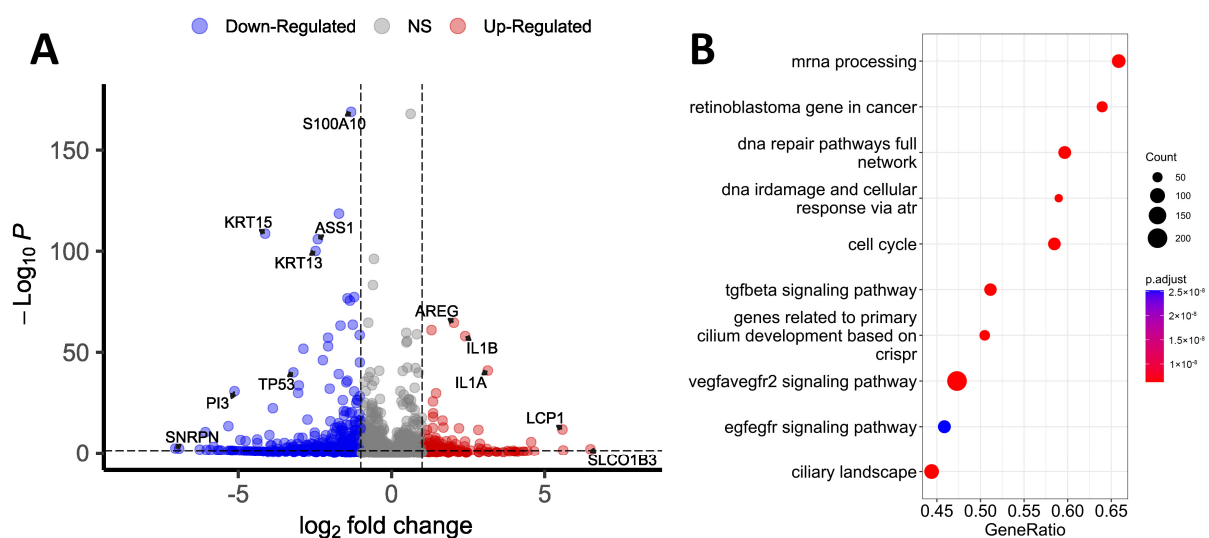 Down-Regulated NS Up-Regulated
A
−Log10 P
150
100
50
0
S100A10
KRT15
ASS1
KRT13
AREG
IL1B
IL1A
TP53
PI3
LCP1
SNRPN
SLCO1B3
-5 0 5
log2 fold change
B
mrna processing
retinoblastoma gene in cancer
dna repair pathways full
network
dna irdamage and cellular
response via atr
cell cycle
tgfbeta signaling pathway
genes related to primary
cilium development based on
crispr
vegfavegfr2 signaling pathway
egfegfr signaling pathway
ciliary landscape
0.45 0.50 0.55 0.60 0.65
GeneRatio
Count
50
100
150
200
p.adjust
2.5×10⁻⁸
2×10⁻⁸
1.5×10⁻⁸
1×10⁻⁸